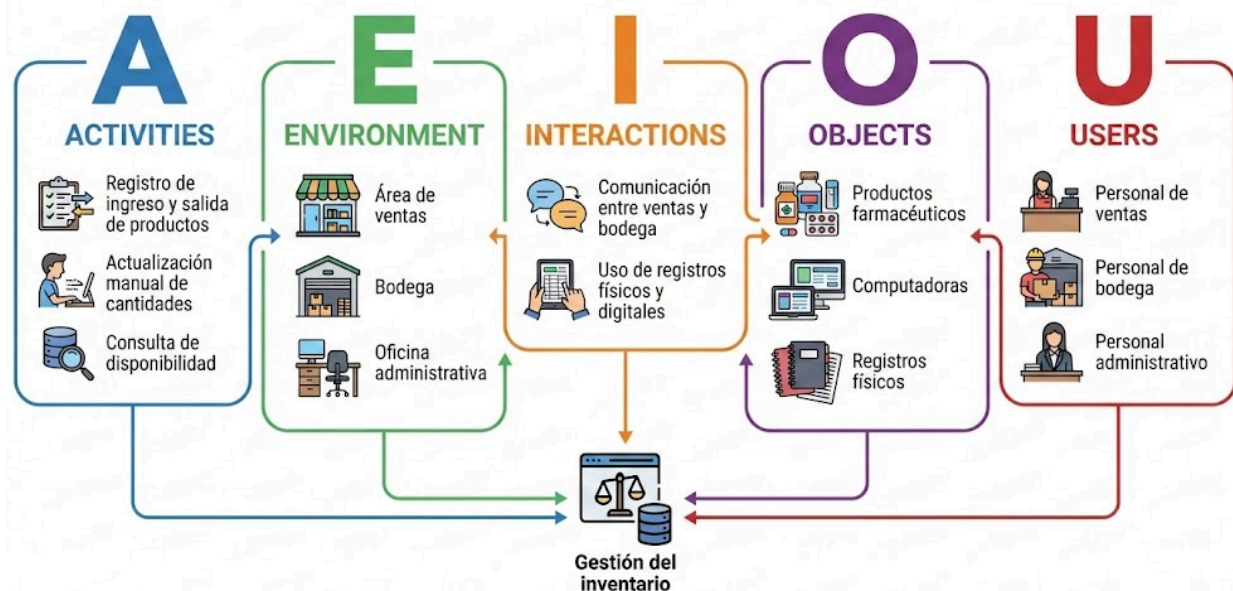 A
ACTIVITIES
Registro de
ingreso y salida
de productos
Actualización
manual de
cantidades
Consulta de
disponibilidad
E
ENVIRONMENT
Área de
ventas
Bodega
Oficina
administrativa
I
INTERACTIONS
Comunicación
entre ventas y
bodega
Uso de registros
físicos y
digitales
O
OBJECTS
Productos
farmacéuticos
Computadoras
Registros
físicos
U
USERS
Personal de
ventas
Personal de
bodega
Personal
administrativo
Gestión del
inventario